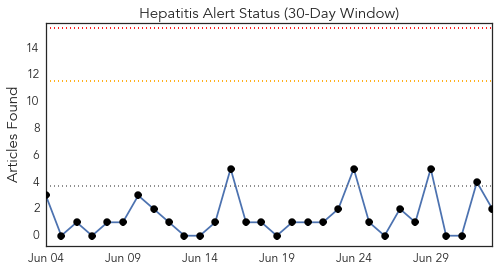 Hepatitis Alert Status (30-Day Window)
Articles Found
14
12
10
8
6
4
2
0
Jun 04
Jun 09
Jun 14
Jun 19
Jun 24
Jun 29